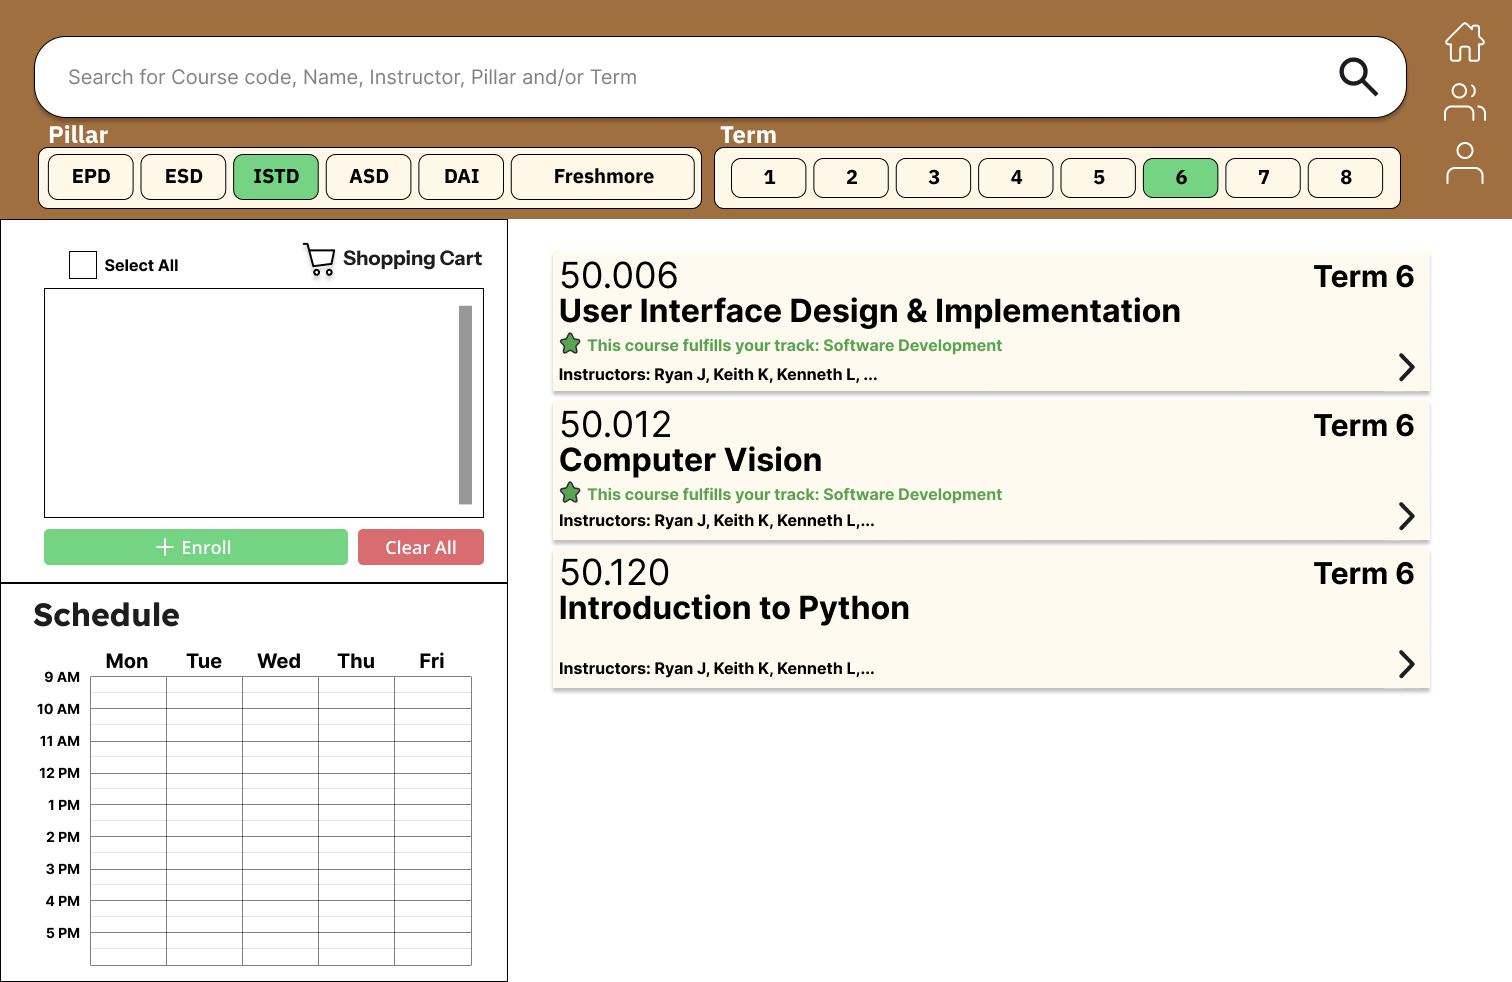 Search for Course code, Name, Instructor, Pillar and/or Term
Pillar
EPD ESD ISTD ASD DAI Freshmore
Term
1 2 3 4 5 6 7 8
Select All
Shopping Cart
Enroll
Clear All
Schedule
Mon Tue Wed Thu Fri
9 AM
10 AM
11 AM
12 PM
1 PM
2 PM
3 PM
4 PM
5 PM
50.006
Term 6
User Interface Design & Implementation
This course fulfills your track: Software Development
Instructors: Ryan J, Keith K, Kenneth L, ...
50.012
Term 6
Computer Vision
This course fulfills your track: Software Development
Instructors: Ryan J, Keith K, Kenneth L,...
50.120
Term 6
Introduction to Python
Instructors: Ryan J, Keith K, Kenneth L,...